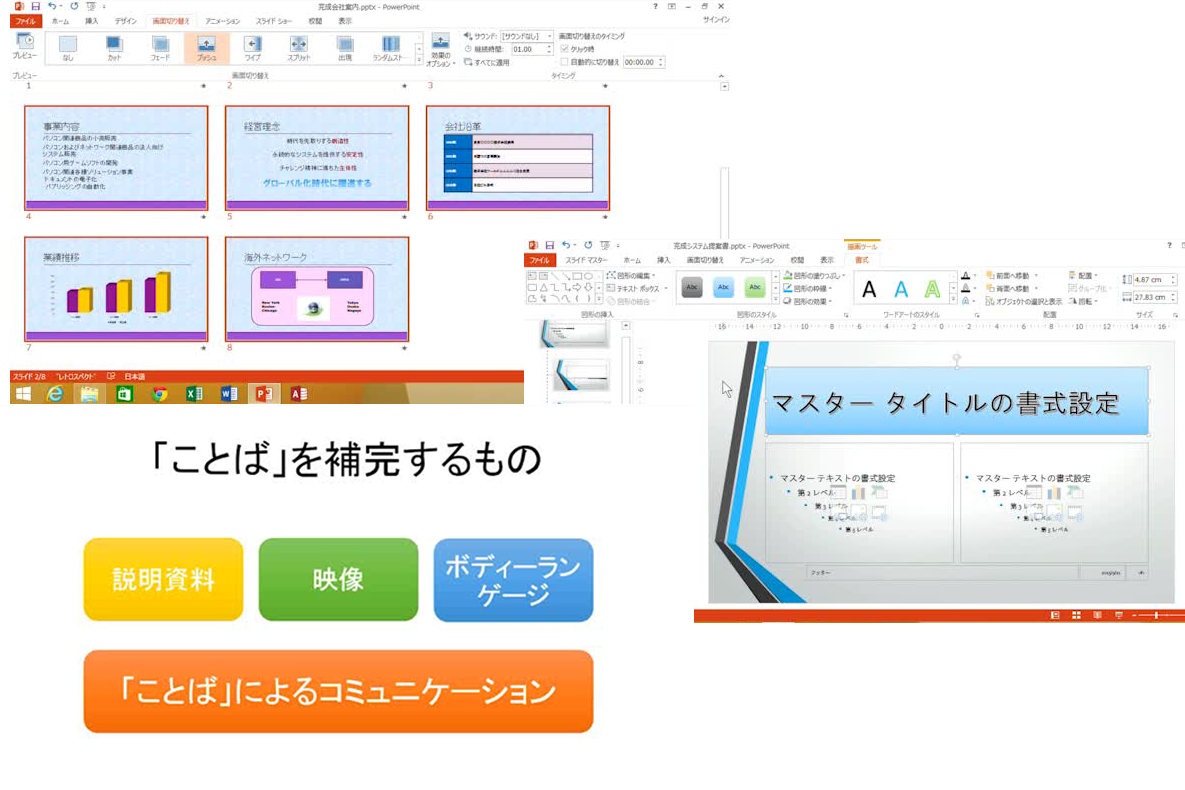 完成会社案内.pptx - PowerPoint
ファイル ホーム 挿入 デザイン 画面切り替え アニメーション スライド ショー 校閲 表示 サインイン
プレビュー なし カット フェード プッシュ ワイプ スプリット 出現 ランダムスト... 効果のオプション
サウンド: [サウンドなし] 画面切り替えのタイミング
継続時間: 01.00 クリック時
すべてに適用 自動的に切り替え 00:00.00
プレビュー 画面切り替え タイミング
1 2 3
事業内容
パソコン関連商品の小売販売
パソコンおよびネットワーク関連商品の法人向け
システム販売
パソコン用ゲームソフトの開発
パソコン関連各種ソリューション事業
ドキュメントの電子化
パブリッシングの自動化
経営理念
時代を先取りする創造性
永続的なシステムを提供する安定性
チャレンジ精神に満ちた主体性
グローバル化時代に躍進する
会社沿革
4 5 6
業績推移
海外ネットワーク
New York
Boston
Chicago
Tokyo
Osaka
Nagoya
7 8
スライド 2/8 "レトロスペクト" 日本語
完成システム提案書.pptx - PowerPoint 描画ツール
ファイル スライド マスター ホーム 挿入 画面切り替え アニメーション 校閲 表示 書式
図形の編集 図形の塗りつぶし 前面へ移動 配置 4.87 cm
テキスト ボックス Abc Abc Abc 図形の枠線 A A A 背面へ移動 グループ化 27.83 cm
図形の結合 図形の効果 オブジェクトの選択と表示 回転
図形の挿入 図形のスタイル ワードアートのスタイル 配置 サイズ
16 14 12 10 8 6 4 2 0 2 4 6 8 10 12 14 16
マスター タイトルの書式設定
マスター テキストの書式設定
第 2 レベル
第 3 レベル
第 5 レベル
マスター テキストの書式設定
第 2 レベル
第 3 レベル
第 5 レベル
フッター
「ことば」を補完するもの
説明資料
映像
ボディーラン
ゲージ
「ことば」によるコミュニケーション